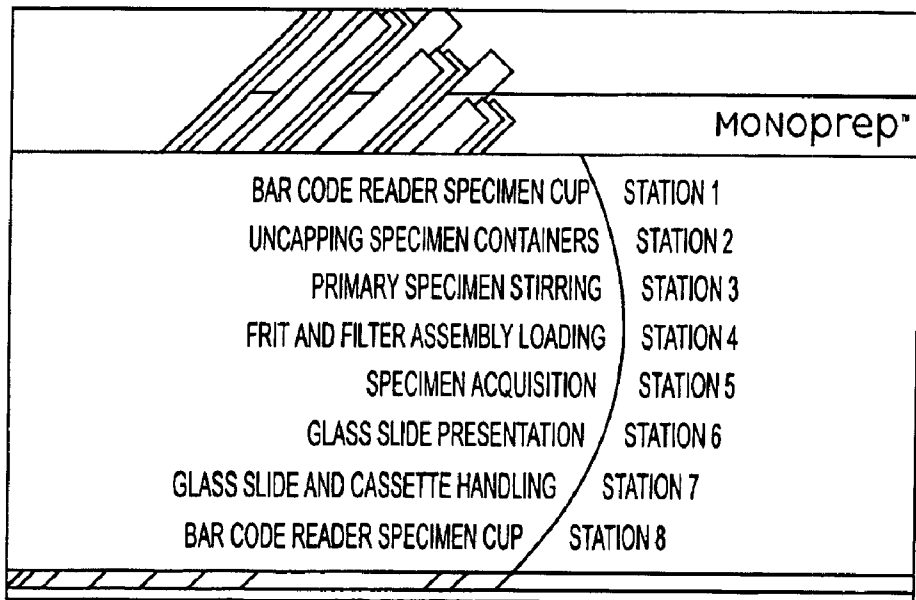 MONOprep™
BAR CODE READER SPECIMEN CUP STATION 1
UNCAPPING SPECIMEN CONTAINERS STATION 2
PRIMARY SPECIMEN STIRRING STATION 3
FRIT AND FILTER ASSEMBLY LOADING STATION 4
SPECIMEN ACQUISITION STATION 5
GLASS SLIDE PRESENTATION STATION 6
GLASS SLIDE AND CASSETTE HANDLING STATION 7
BAR CODE READER SPECIMEN CUP STATION 8